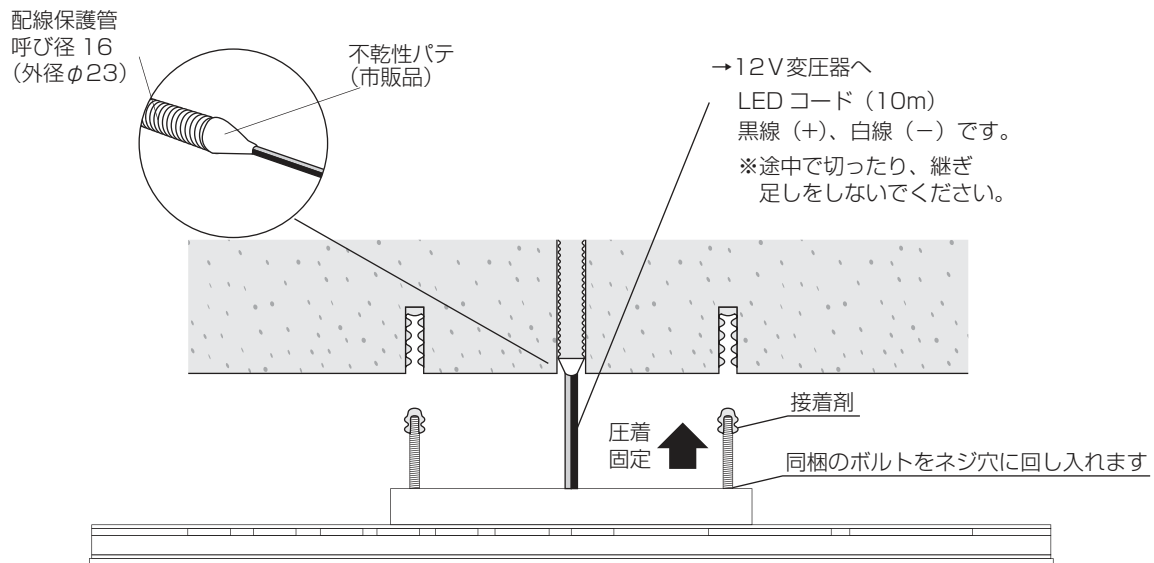 配線保護管
呼び径 16
（外径φ23）
不乾性パテ
（市販品）
→12V変圧器へ
LED コード（10m）
黒線（+）、白線（－）です。
※途中で切ったり、継ぎ
足しをしないでください。
接着剤
圧着
固定
同梱のボルトをネジ穴に回し入れます